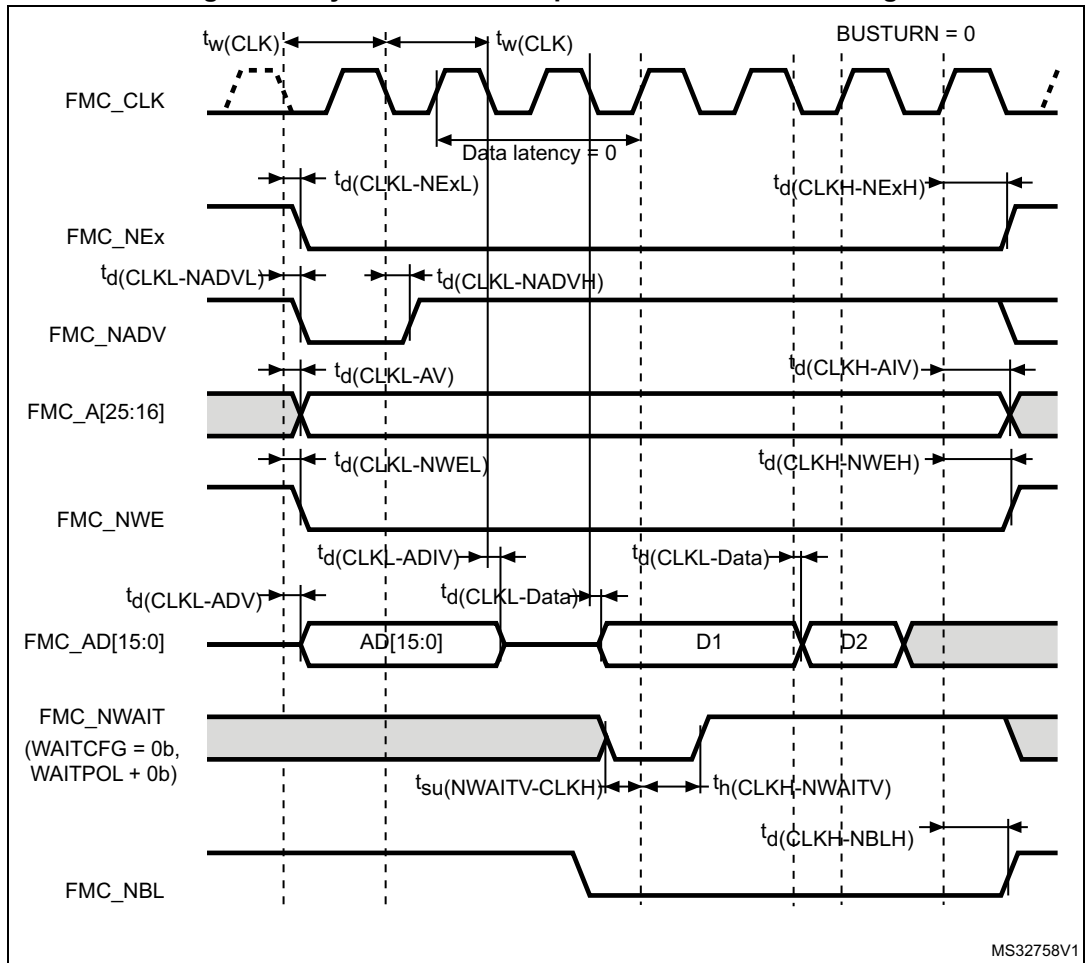 BUSTURN = 0
tw(CLK)
tw(CLK)
FMC_CLK
Data latency = 0
td(CLKL-NExL)
td(CLKH-NExH)
FMC_NEx
td(CLKL-NADVL)
td(CLKL-NADVH)
FMC_NADV
td(CLKL-AV)
td(CLKH-AIV)
FMC_A[25:16]
td(CLKL-NWEL)
td(CLKH-NWEH)
FMC_NWE
td(CLKL-ADIV)
td(CLKL-Data)
td(CLKL-ADV)
td(CLKL-Data)
FMC_AD[15:0]
AD[15:0]
D1
D2
FMC_NWAIT
(WAITCFG = 0b,
WAITPOL + 0b)
tsu(NWAITV-CLKH)
th(CLKH-NWAITV)
td(CLKH-NBLH)
FMC_NBL
MS32758V1